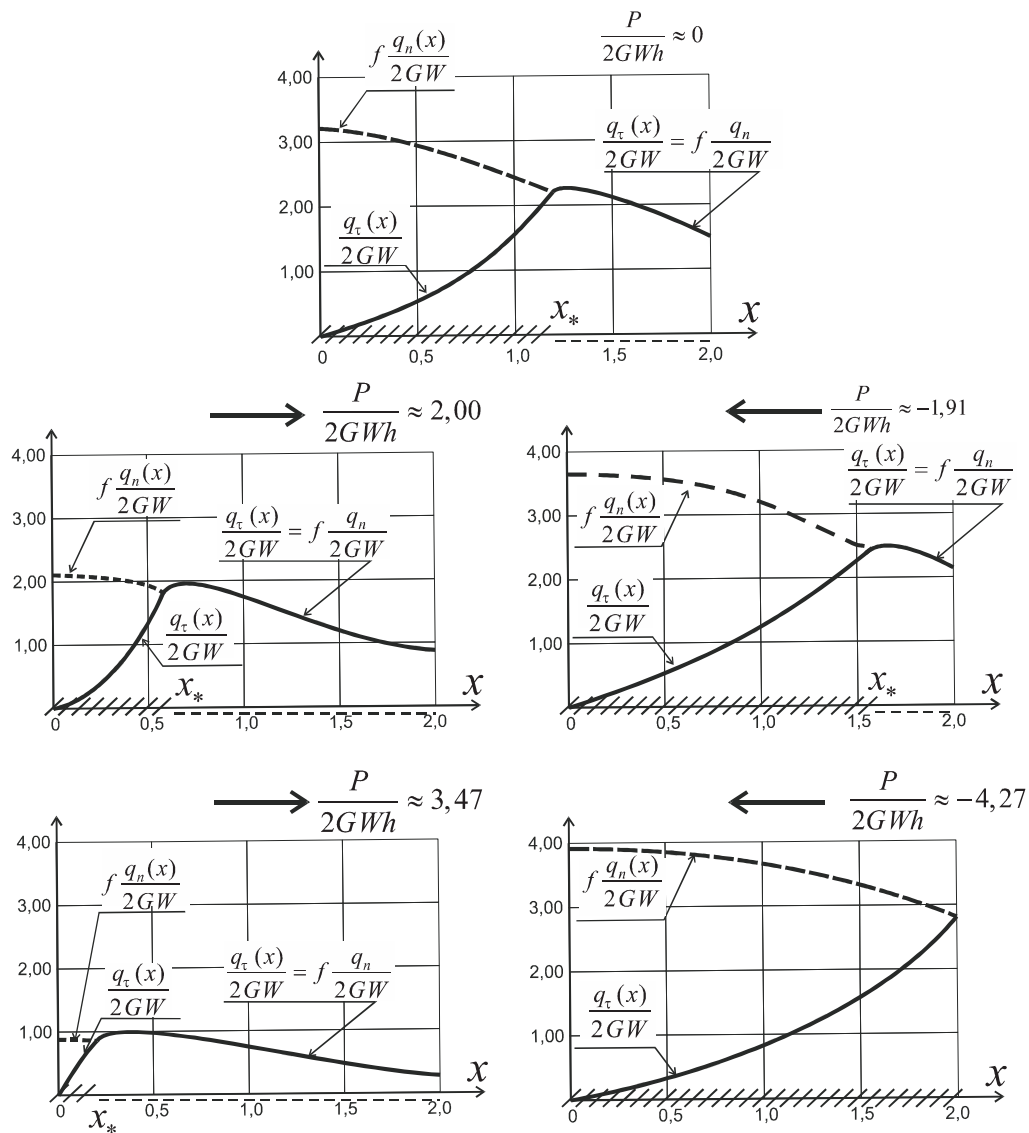 f q_n(x)/2GW
P/2GWh ≈ 0
4,00
3,00
q_τ(x)/2GW = f q_n/2GW
2,00
q_τ(x)/2GW
1,00
x_* x
0 0,5 1,0 1,5 2,0
P/2GWh ≈ 2,00
4,00
f q_n(x)/2GW
3,00
q_τ(x)/2GW = f q_n/2GW
2,00
q_τ(x)/2GW
1,00
x_* x
0 0,5 1,0 1,5 2,0
P/2GWh ≈ -1,91
4,00
q_τ(x)/2GW = f q_n/2GW
f q_n(x)/2GW
3,00
2,00
q_τ(x)/2GW
1,00
x_* x
0 0,5 1,0 1,5 2,0
P/2GWh ≈ 3,47
4,00
f q_n(x)/2GW
3,00
2,00
q_τ(x)/2GW
q_τ(x)/2GW = f q_n/2GW
1,00
x
0 x_* 0,5 1,0 1,5 2,0
P/2GWh ≈ -4,27
4,00
f q_n(x)/2GW
3,00
2,00
q_τ(x)/2GW
1,00
x
0 0,5 1,0 1,5 2,0